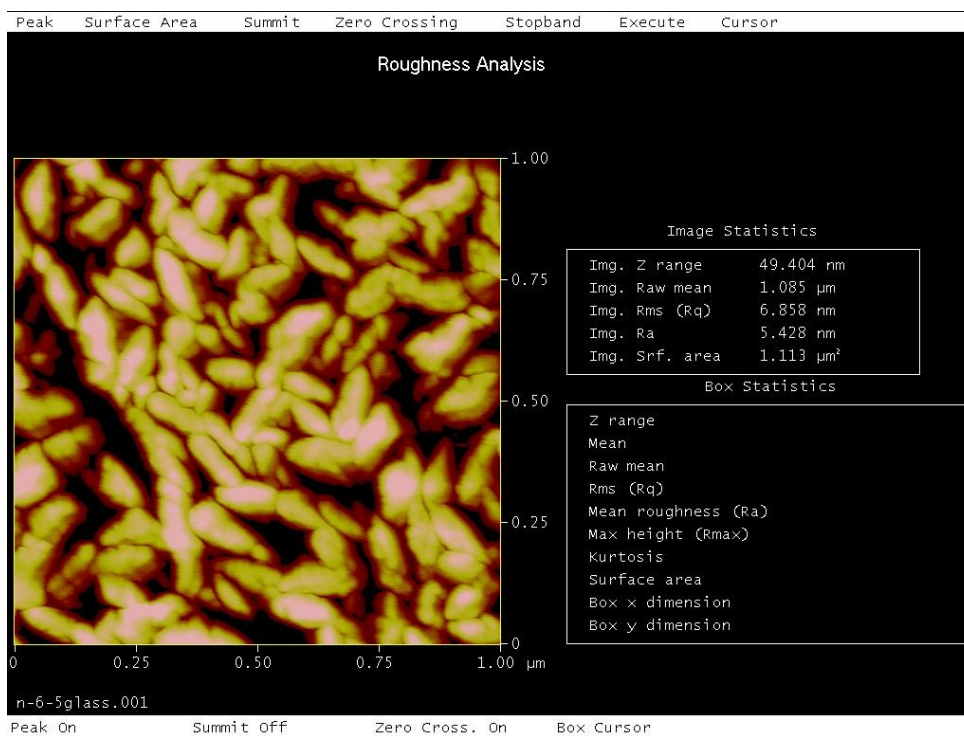 Peak Surface Area Summit Zero Crossing Stopband Execute Cursor
Roughness Analysis
1.00
0.75
0.50
0.25
0
0 0.25 0.50 0.75 1.00 µm
Image Statistics
Img. Z range 49.404 nm
Img. Raw mean 1.085 µm
Img. Rms (Rq) 6.858 nm
Img. Ra 5.428 nm
Img. Srf. area 1.113 µm²
Box Statistics
Z range
Mean
Raw mean
Rms (Rq)
Mean roughness (Ra)
Max height (Rmax)
Kurtosis
Surface area
Box x dimension
Box y dimension
n-6-5glass.001
Peak On Summit Off Zero Cross. On Box Cursor